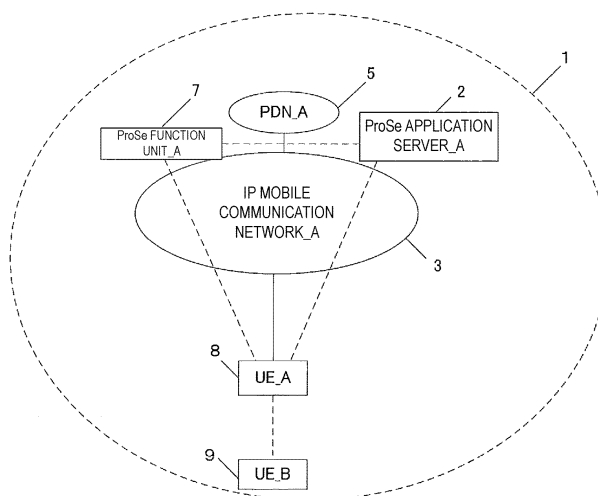 1
5
7
2
PDN_A
ProSe FUNCTION
UNIT_A
ProSe APPLICATION
SERVER_A
IP MOBILE
COMMUNICATION
NETWORK_A
3
8
UE_A
9
UE_B